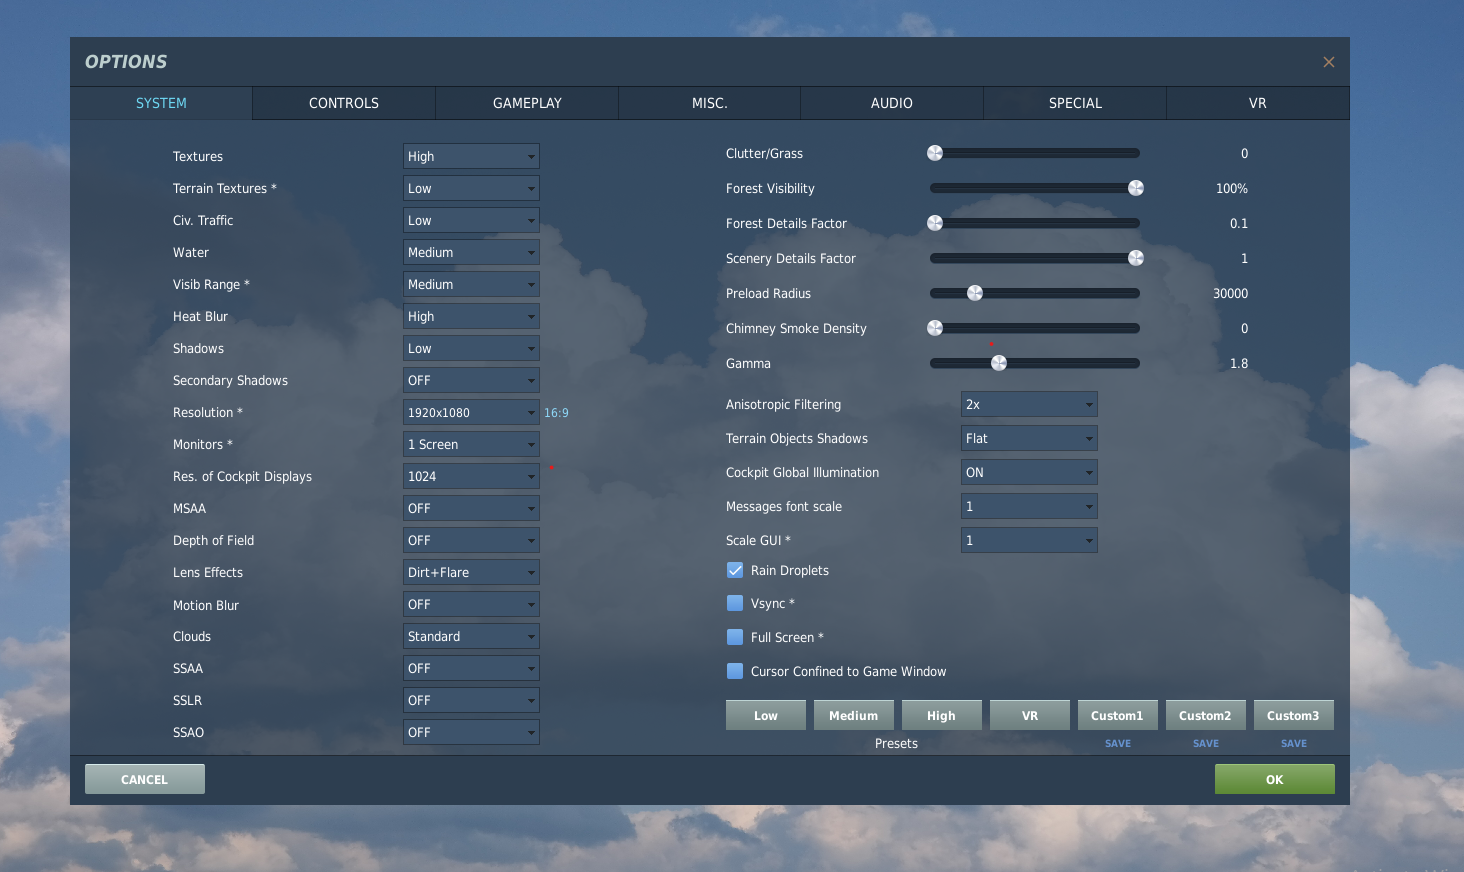 OPTIONS
SYSTEM CONTROLS GAMEPLAY MISC. AUDIO SPECIAL VR
Textures High
Terrain Textures * Low
Civ. Traffic Low
Water Medium
Visib Range * Medium
Heat Blur High
Shadows Low
Secondary Shadows OFF
Resolution * 1920x1080 16:9
Monitors * 1 Screen
Res. of Cockpit Displays 1024
MSAA OFF
Depth of Field OFF
Lens Effects Dirt+Flare
Motion Blur OFF
Clouds Standard
SSAA OFF
SSLR OFF
SSAO OFF
Clutter/Grass 0
Forest Visibility 100%
Forest Details Factor 0.1
Scenery Details Factor 1
Preload Radius 30000
Chimney Smoke Density 0
Gamma 1.8
Anisotropic Filtering 2x
Terrain Objects Shadows Flat
Cockpit Global Illumination ON
Messages font scale 1
Scale GUI * 1
Rain Droplets
Vsync *
Full Screen *
Cursor Confined to Game Window
Low Medium High VR Custom1 Custom2 Custom3
Presets SAVE SAVE SAVE
CANCEL OK